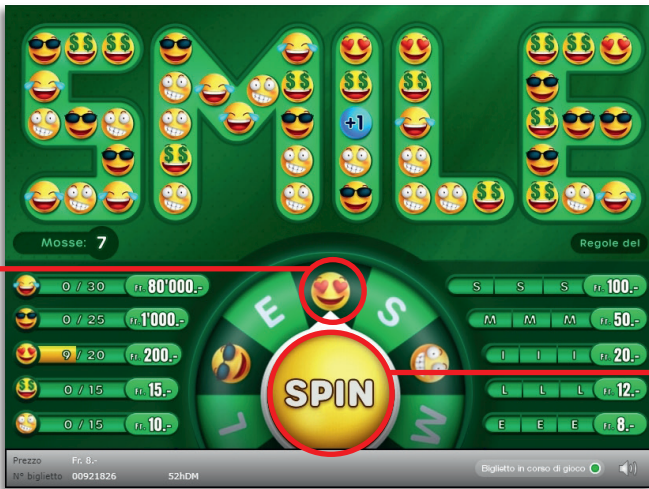 SMILE
+1
Mosse: 7
Regole del
0 / 30 Fr. 80'000.-
0 / 25 Fr. 1'000.-
9 / 20 Fr. 200.-
0 / 15 Fr. 15.-
0 / 15 Fr. 10.-
L E S M
SPIN
S S S Fr. 100.-
M M M Fr. 50.-
I I I Fr. 20.-
L L L Fr. 12.-
E E E Fr. 8.-
Prezzo Fr. 8.-
N° biglietto 00921826 52hDM
Biglietto in corso di gioco